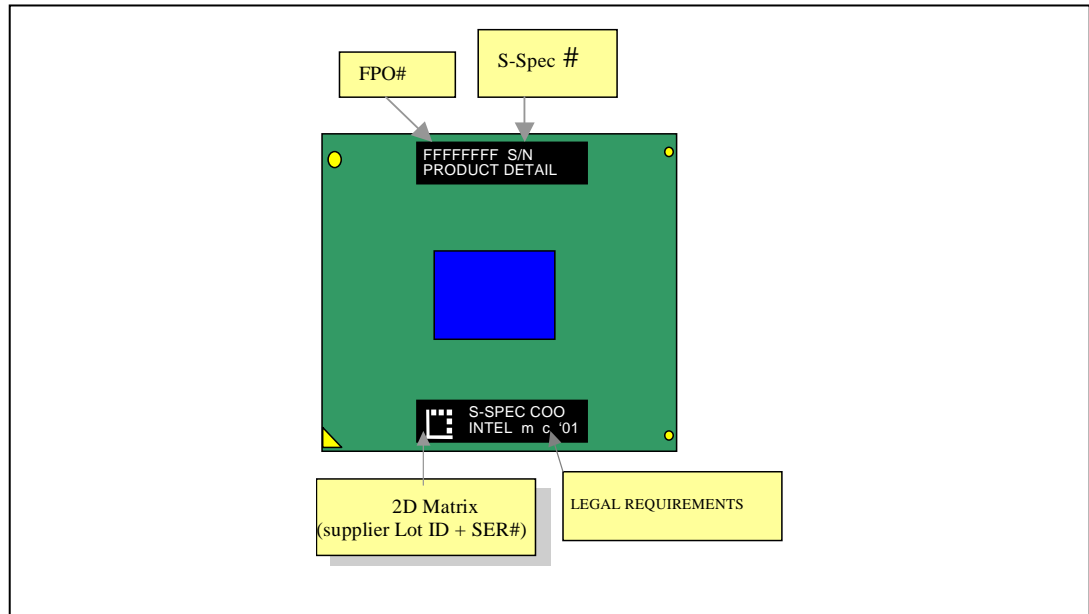 FPO#
S-Spec #
FFFFFFFF S/N
PRODUCT DETAIL
S-SPEC COO
INTEL m c '01
2D Matrix
(supplier Lot ID + SER#)
LEGAL REQUIREMENTS